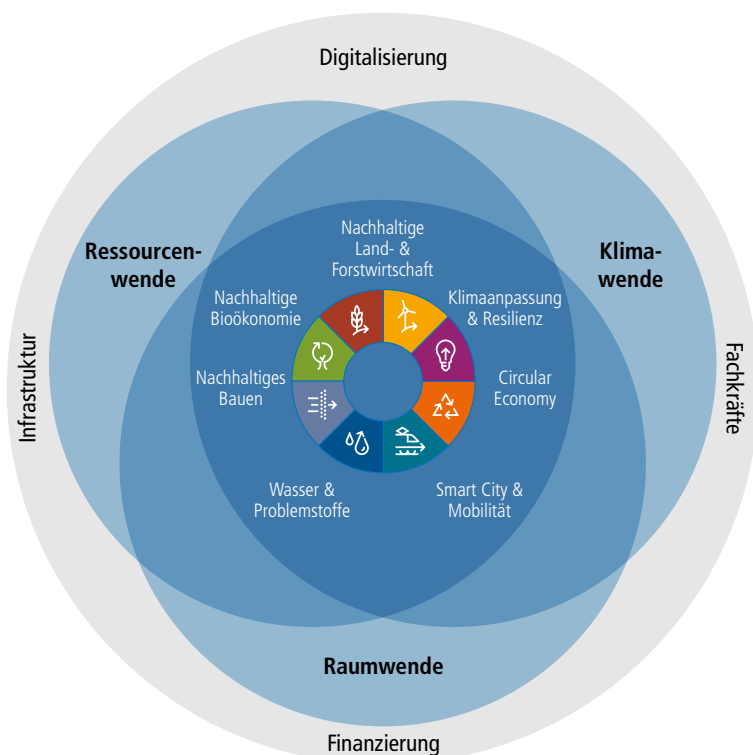 Digitalisierung
Ressourcen-
wende
Klima-
wende
Nachhaltige
Land- &
Forstwirtschaft
Nachhaltige
Bioökonomie
Klimaanpassung
& Resilienz
Infrastruktur
Nachhaltiges
Bauen
Circular
Economy
Fachkräfte
Wasser &
Problemstoffe
Smart City &
Mobilität
Raumwende
Finanzierung